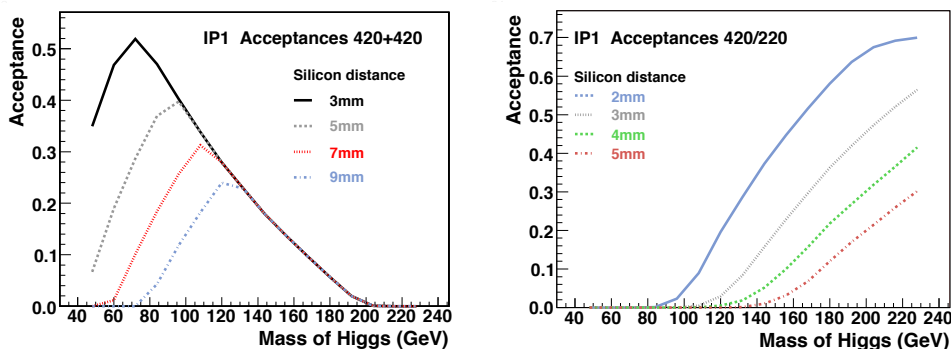 IP1 Acceptances 420+420
Silicon distance
3mm
5mm
7mm
9mm
Acceptance
0.5
0.4
0.3
0.2
0.1
0.0
40 60 80 100 120 140 160 180 200 220 240
Mass of Higgs (GeV)
IP1 Acceptances 420/220
Silicon distance
2mm
3mm
4mm
5mm
Acceptance
0.7
0.6
0.5
0.4
0.3
0.2
0.1
0.0
40 60 80 100 120 140 160 180 200 220 240
Mass of Higgs (GeV)